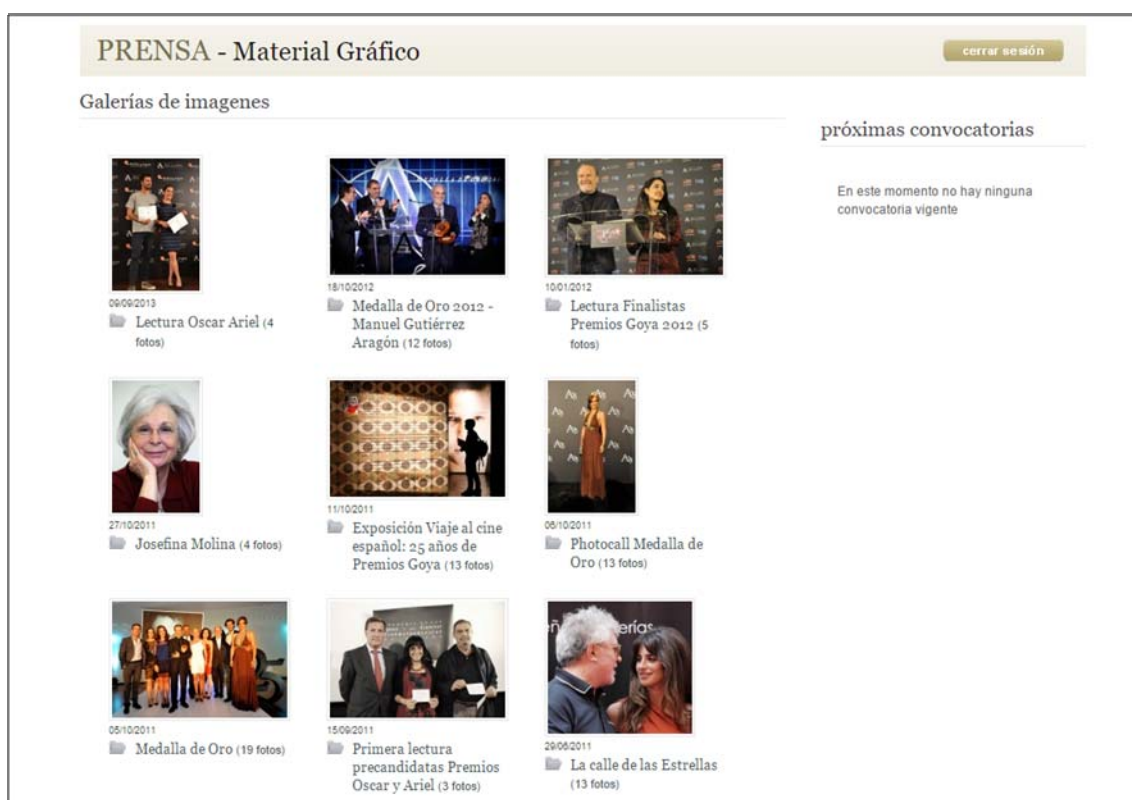 PRENSA - Material Gráfico
cerrar sesión
Galerías de imagenes
próximas convocatorias
En este momento no hay ninguna
convocatoria vigente
09/09/2013
Lectura Oscar Ariel (4
fotos)
18/10/2012
Medalla de Oro 2012 -
Manuel Gutiérrez
Aragón (12 fotos)
10/01/2012
Lectura Finalistas
Premios Goya 2012 (5
fotos)
27/10/2011
Josefina Molina (4 fotos)
11/10/2011
Exposición Viaje al cine
español: 25 años de
Premios Goya (13 fotos)
06/10/2011
Photocall Medalla de
Oro (13 fotos)
05/10/2011
Medalla de Oro (19 fotos)
15/09/2011
Primera lectura
precandidatas Premios
Oscar y Ariel (3 fotos)
29/06/2011
La calle de las Estrellas
(13 fotos)